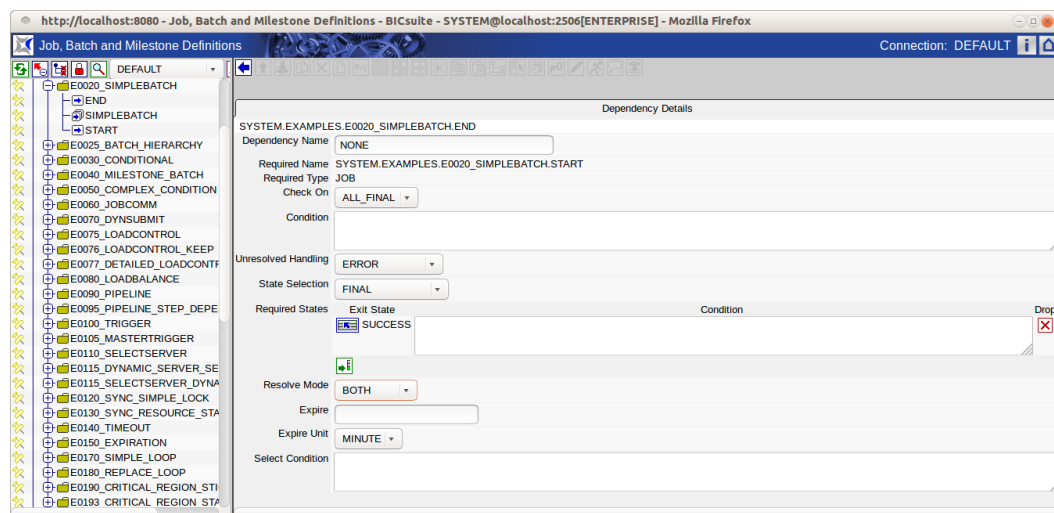 http://localhost:8080 - Job, Batch and Milestone Definitions - BICsuite - SYSTEM@localhost:2506[ENTERPRISE] - Mozilla Firefox
Job, Batch and Milestone Definitions
Connection: DEFAULT
DEFAULT
E0020_SIMPLEBATCH
END
SIMPLEBATCH
START
E0025_BATCH_HIERARCHY
E0030_CONDITIONAL
E0040_MILESTONE_BATCH
E0050_COMPLEX_CONDITION
E0060_JOBCOMM
E0070_DYNSUBMIT
E0075_LOADCONTROL
E0076_LOADCONTROL_KEEP
E0077_DETAILED_LOADCONTR
E0080_LOADBALANCE
E0090_PIPELINE
E0095_PIPELINE_STEP_DEPE
E0100_TRIGGER
E0105_MASTERTRIGGER
E0110_SELECTSERVER
E0115_DYNAMIC_SERVER_SE
E0115_SELECTSERVER_DYNA
E0120_SYNC_SIMPLE_LOCK
E0130_SYNC_RESOURCE_STA
E0140_TIMEOUT
E0150_EXPIRATION
E0170_SIMPLE_LOOP
E0180_REPLACE_LOOP
E0190_CRITICAL_REGION_STI
E0193_CRITICAL_REGION_STA
Dependency Details
SYSTEM.EXAMPLES.E0020_SIMPLEBATCH.END
Dependency Name NONE
Required Name SYSTEM.EXAMPLES.E0020_SIMPLEBATCH.START
Required Type JOB
Check On ALL_FINAL
Condition
Unresolved Handling ERROR
State Selection FINAL
Required States Exit State Condition Drop
SUCCESS
Resolve Mode BOTH
Expire
Expire Unit MINUTE
Select Condition